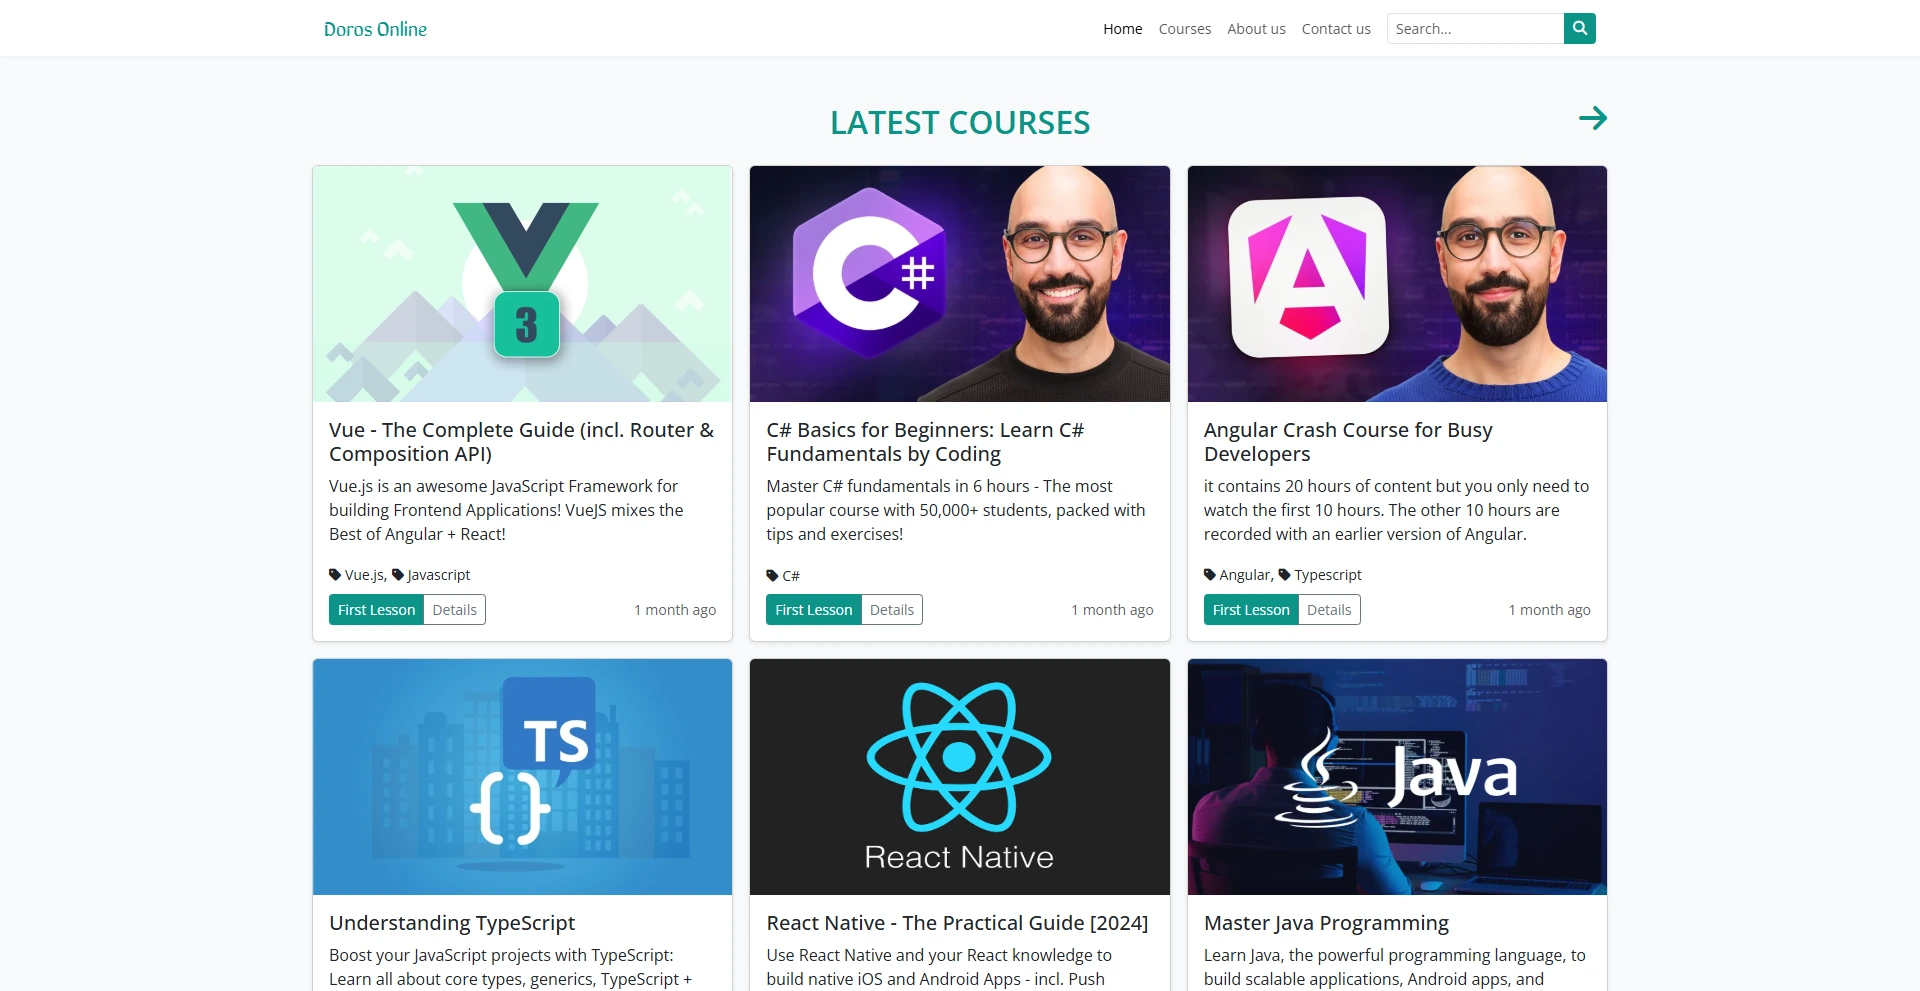 Doros Online
Home Courses About us Contact us Search...
LATEST COURSES
3
Vue - The Complete Guide (incl. Router &
Composition API)
Vue.js is an awesome JavaScript Framework for
building Frontend Applications! VueJS mixes the
Best of Angular + React!
Vue.js, Javascript
First Lesson Details 1 month ago
C#
C# Basics for Beginners: Learn C#
Fundamentals by Coding
Master C# fundamentals in 6 hours - The most
popular course with 50,000+ students, packed with
tips and exercises!
C#
First Lesson Details 1 month ago
A
Angular Crash Course for Busy
Developers
it contains 20 hours of content but you only need to
watch the first 10 hours. The other 10 hours are
recorded with an earlier version of Angular.
Angular, Typescript
First Lesson Details 1 month ago
TS
{}
Understanding TypeScript
Boost your JavaScript projects with TypeScript:
Learn all about core types, generics, TypeScript +
React Native
React Native - The Practical Guide [2024]
Use React Native and your React knowledge to
build native iOS and Android Apps - incl. Push
Java
Master Java Programming
Learn Java, the powerful programming language, to
build scalable applications, Android apps, and